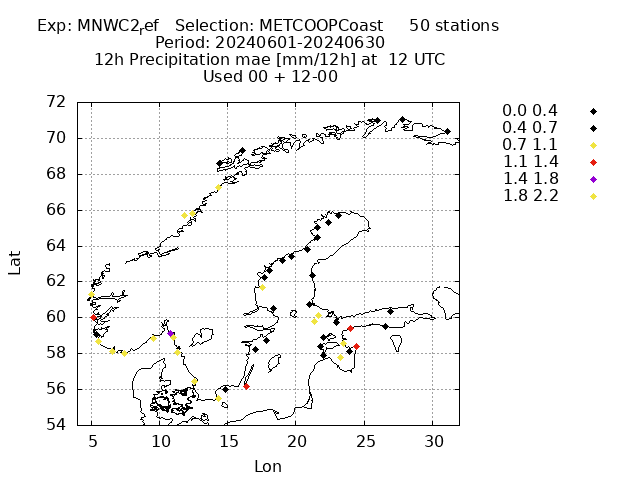 Exp: MNWC2ref Selection: METCOOPCoast 50 stations
Period: 20240601-20240630
12h Precipitation mae [mm/12h] at 12 UTC
Used 00 + 12-00
0.0 0.4
0.4 0.7
0.7 1.1
1.1 1.4
1.4 1.8
1.8 2.2
72
70
68
66
64
62
60
58
56
54
Lat
5 10 15 20 25 30
Lon